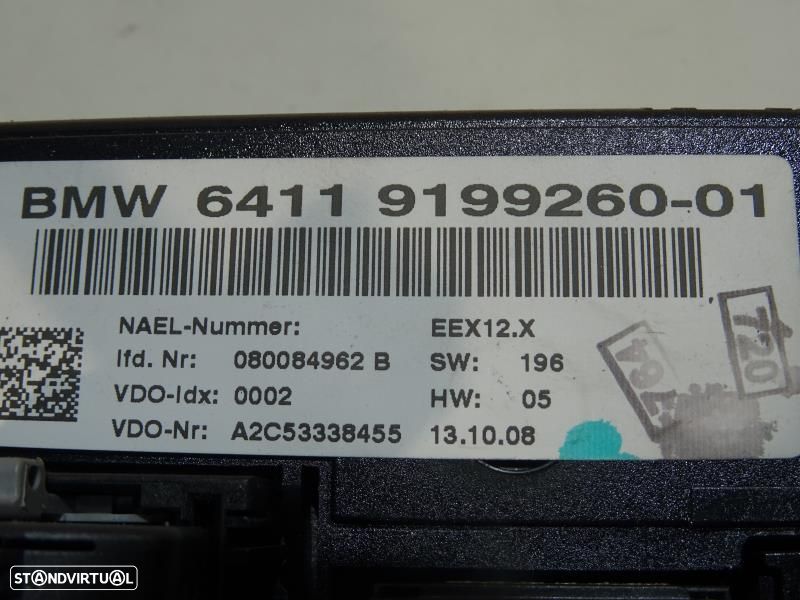 BMW 6411 9199260-01
NAEL-Nummer: EEX12.X
lfd. Nr: 080084962 B SW: 196
VDO-Idx: 0002 HW: 05
VDO-Nr: A2C53338455 13.10.08
720
STANDVIRTUAL